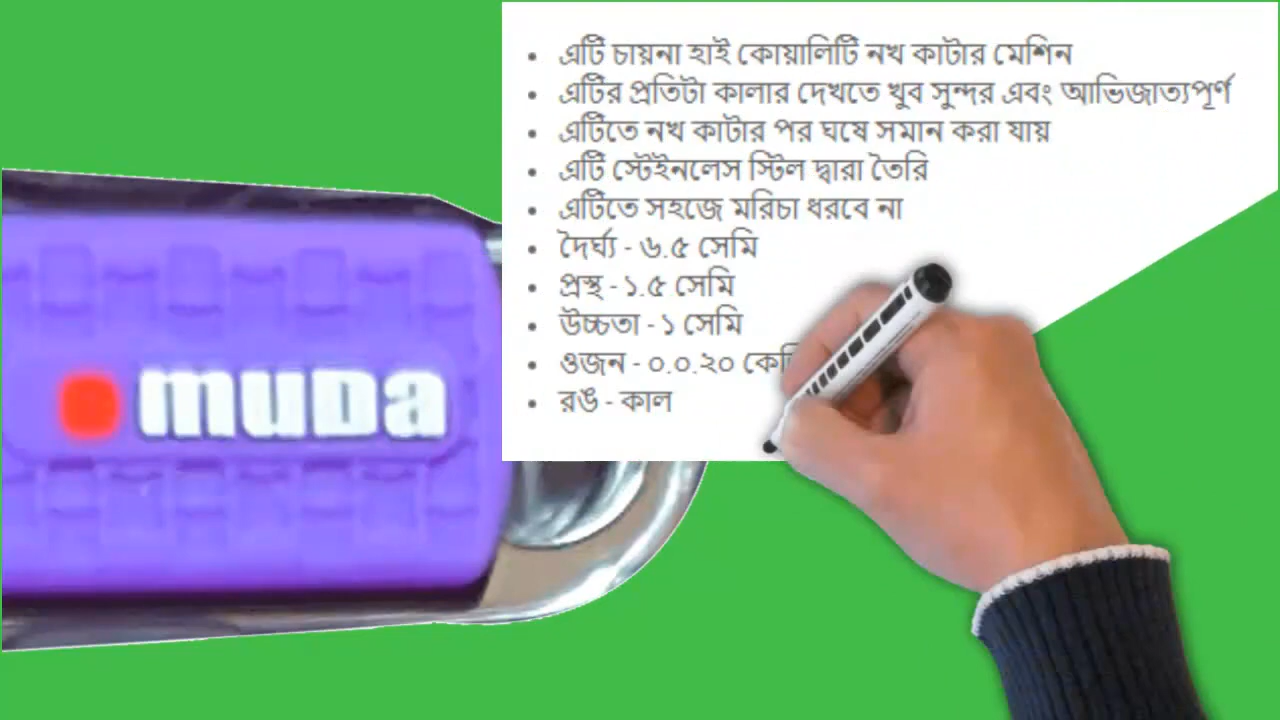 এটি চায়না হাই কোয়ালিটি নখ কাটার মেশিন
এটির প্রতিটা কালার দেখতে খুব সুন্দর এবং আভিজাত্যপূর্ণ
এটিতে নখ কাটার পর ঘষে সমান করা যায়
এটি স্টেইনলেস স্টিল দ্বারা তৈরি
এটিতে সহজে মরিচা ধরবে না
দৈর্ঘ্য - ৬.৫ সেমি
প্রস্থ - ১.৫ সেমি
উচ্চতা - ১ সেমি
ওজন - ০.০.২০
রঙ - কাল
muDa